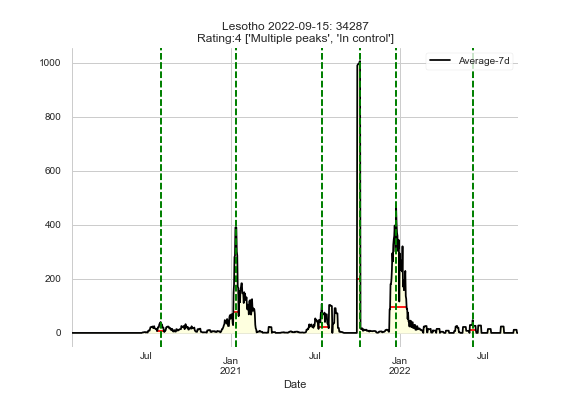 Lesotho 2022-09-15: 34287
Rating:4 ['Multiple peaks', 'In control']
Average-7d
1000
800
600
400
200
0
Jul
Jan
2021
Jul
Jan
2022
Jul
Date